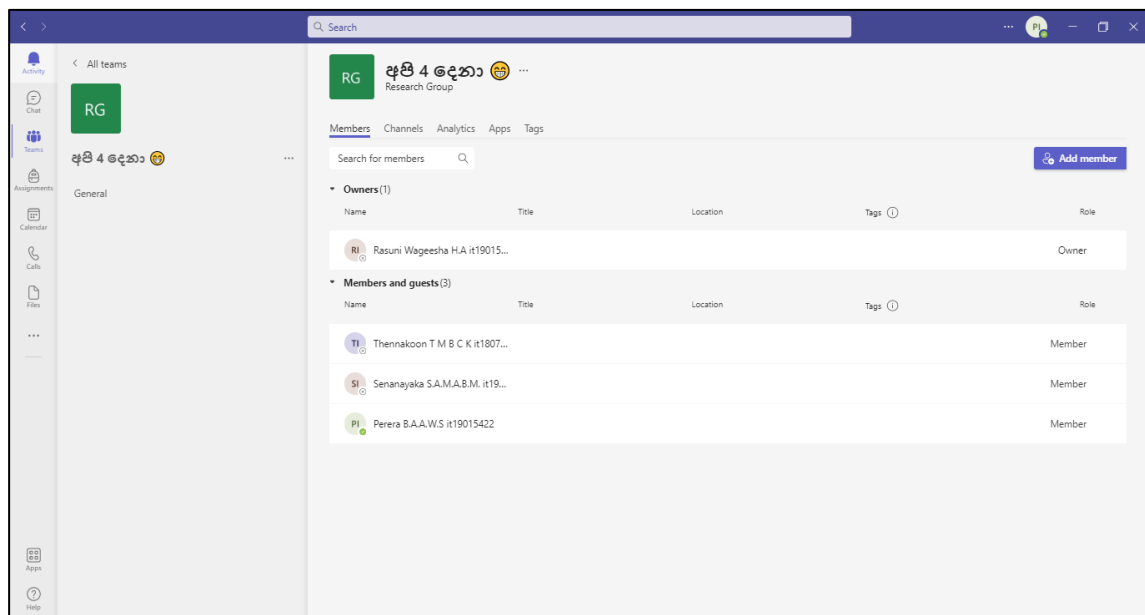 Search
PI
Activity
Chat
Teams
Assignments
Calendar
Calls
Files
Apps
Help
All teams
RG
අපි 4 දෙනා 😁
General
RG
අපි 4 දෙනා 😁
Research Group
Members Channels Analytics Apps Tags
Search for members
Add member
Owners(1)
Name Title Location Tags Role
RI Rasuni Wageesha H.A it19015... Owner
Members and guests(3)
Name Title Location Tags Role
TI Thennakoon T M B C K it1807... Member
SI Senanayaka S.A.M.A.B.M. it19... Member
PI Perera B.A.A.W.S it19015422 Member